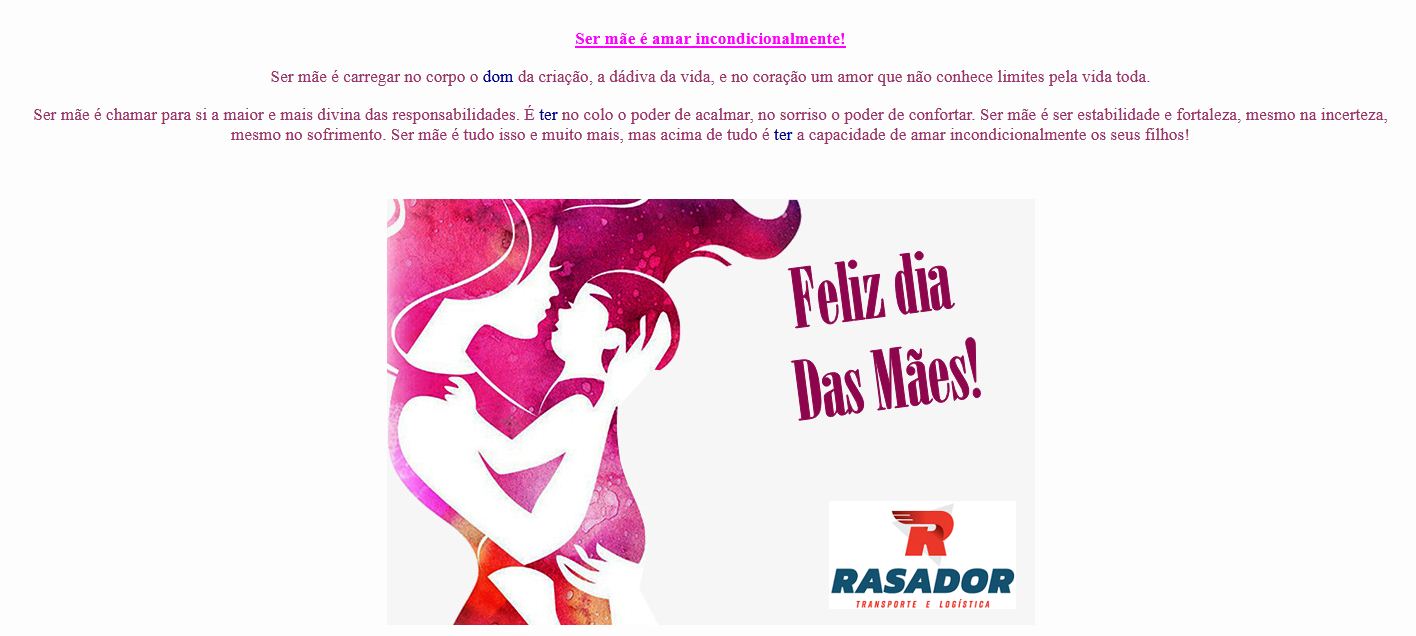 Ser mãe é amar incondicionalmente!
Ser mãe é carregar no corpo o dom da criação, a dádiva da vida, e no coração um amor que não conhece limites pela vida toda.
Ser mãe é chamar para si a maior e mais divina das responsabilidades. É ter no colo o poder de acalmar, no sorriso o poder de confortar. Ser mãe é ser estabilidade e fortaleza, mesmo na incerteza,
mesmo no sofrimento. Ser mãe é tudo isso e muito mais, mas acima de tudo é ter a capacidade de amar incondicionalmente os seus filhos!
Feliz dia
Das Mães!
RASADOR
TRANSPORTE E LOGÍSTICA